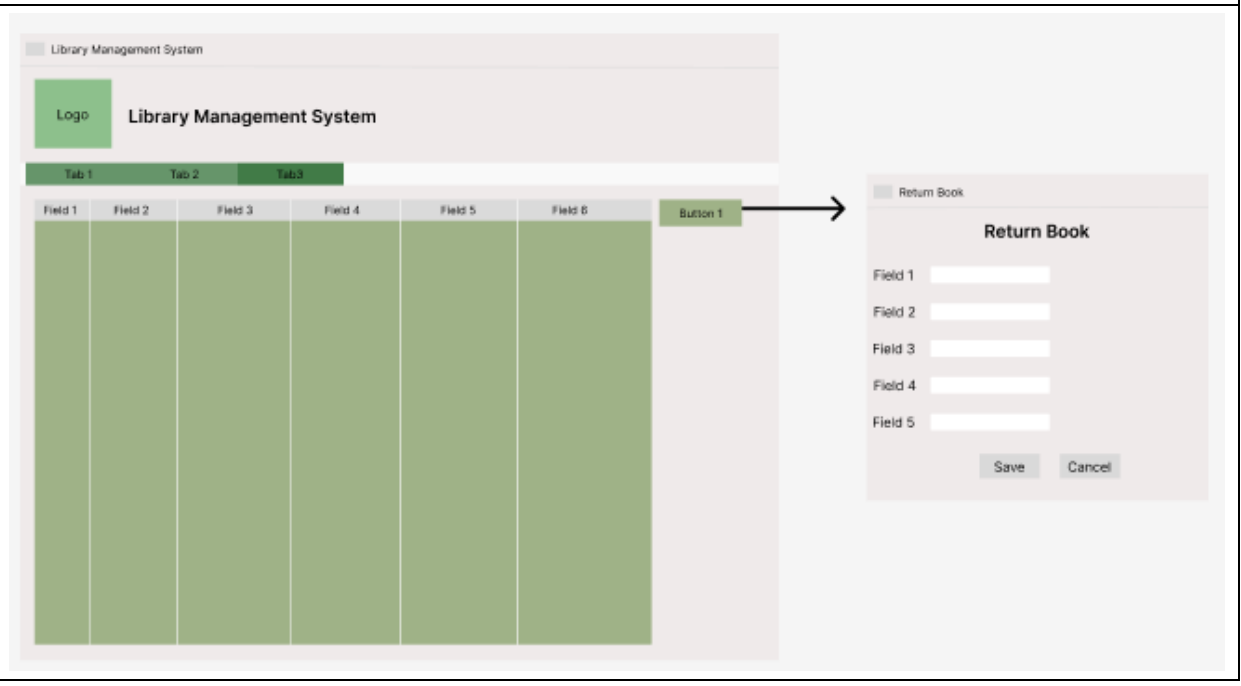 Library Management System
Logo
Library Management System
Tab 1 Tab 2 Tab3
Field 1 Field 2 Field 3 Field 4 Field 5 Field 6
Button 1
Return Book
Return Book
Field 1
Field 2
Field 3
Field 4
Field 5
Save Cancel